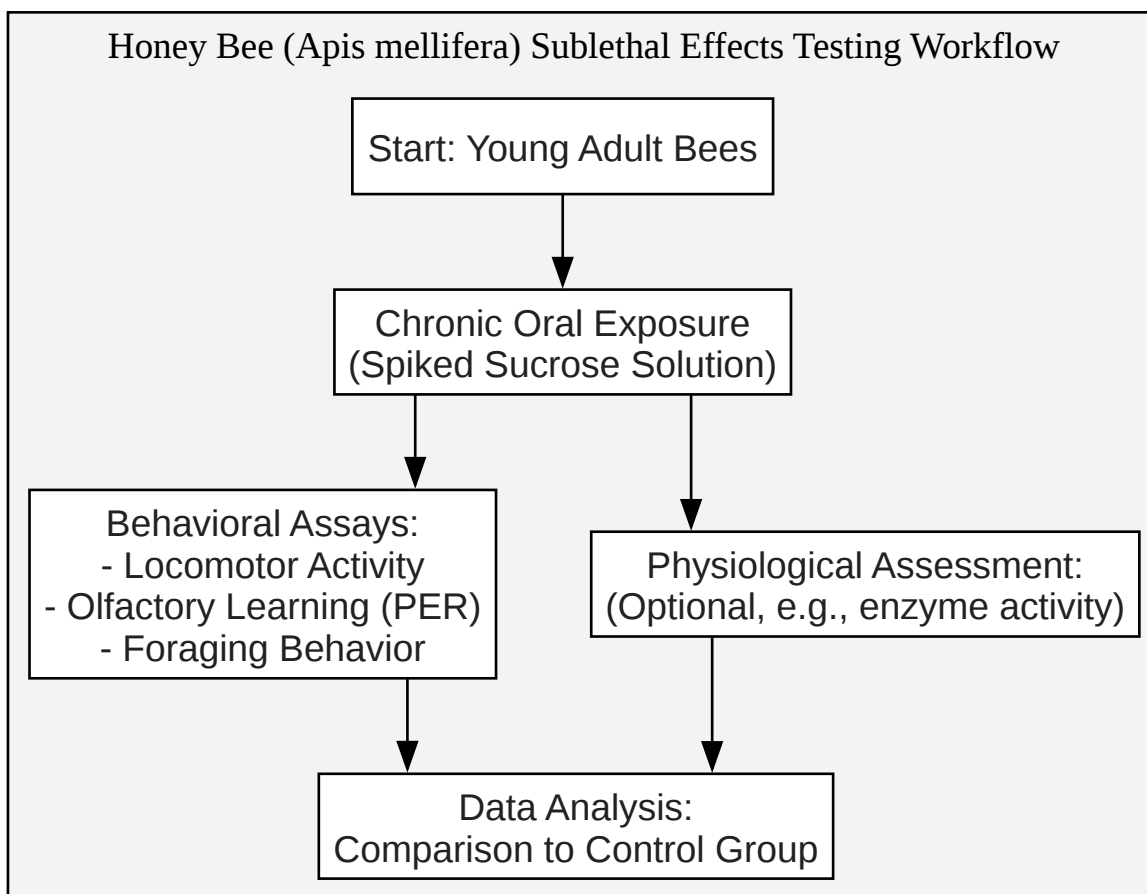 Honey Bee (Apis mellifera) Sublethal Effects Testing Workflow
Start: Young Adult Bees
Chronic Oral Exposure
(Spiked Sucrose Solution)
Behavioral Assays:
- Locomotor Activity
- Olfactory Learning (PER)
- Foraging Behavior
Physiological Assessment:
(Optional, e.g., enzyme activity)
Data Analysis:
Comparison to Control Group